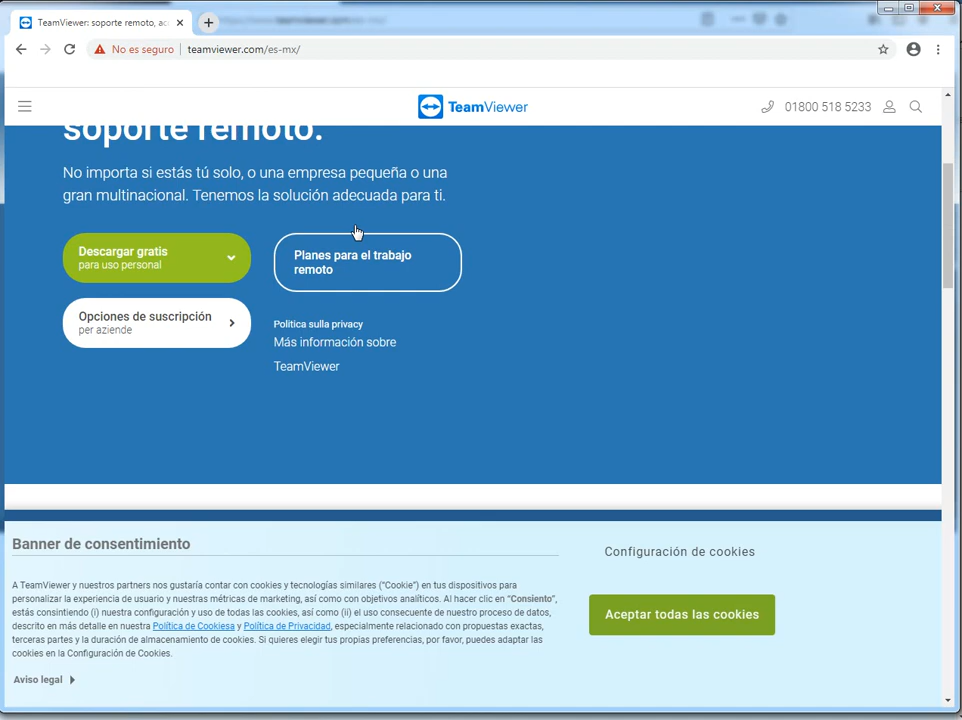 TeamViewer: soporte remoto, ac
No es seguro
teamviewer.com/es-mx/
TeamViewer
01800 518 5233
soporte remoto.
No importa si estás tú solo, o una empresa pequeña o una
gran multinacional. Tenemos la solución adecuada para ti.
Descargar gratis
para uso personal
Planes para el trabajo
remoto
Opciones de suscripción
per aziende
Politica sulla privacy
Más información sobre
TeamViewer
Banner de consentimiento
A TeamViewer y nuestros partners nos gustaría contar con cookies y tecnologías similares (“Cookie”) en tus dispositivos para
personalizar la experiencia de usuario y nuestras métricas de marketing, así como con objetivos analíticos. Al hacer clic en “Consiento”,
estás consintiendo (i) nuestra configuración y uso de todas las cookies, así como (ii) el uso consecuente de nuestro proceso de datos,
descrito en más detalle en nuestra Política de Cookiesa y Política de Privacidad, especialmente relacionado con propuestas exactas,
terceras partes y la duración de almacenamiento de cookies. Si quieres elegir tus propias preferencias, por favor, puedes adaptar las
cookies en la Configuración de Cookies.
Aviso legal
Configuración de cookies
Aceptar todas las cookies